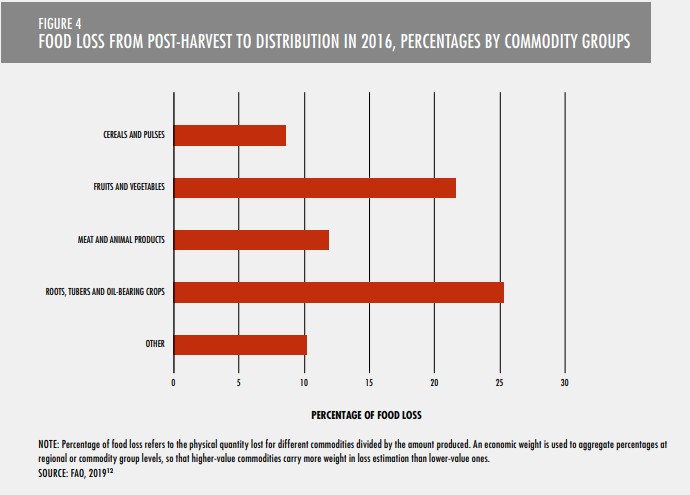 FIGURE 4
FOOD LOSS FROM POST-HARVEST TO DISTRIBUTION IN 2016, PERCENTAGES BY COMMODITY GROUPS
CEREALS AND PULSES
FRUITS AND VEGETABLES
MEAT AND ANIMAL PRODUCTS
ROOTS, TUBERS AND OIL-BEARING CROPS
OTHER
0 5 10 15 20 25 30
PERCENTAGE OF FOOD LOSS
NOTE: Percentage of food loss refers to the physical quantity lost for different commodities divided by the amount produced. An economic weight is used to aggregate percentages at
regional or commodity group levels, so that higher-value commodities carry more weight in loss estimation than lower-value ones.
SOURCE: FAO, 2019¹²